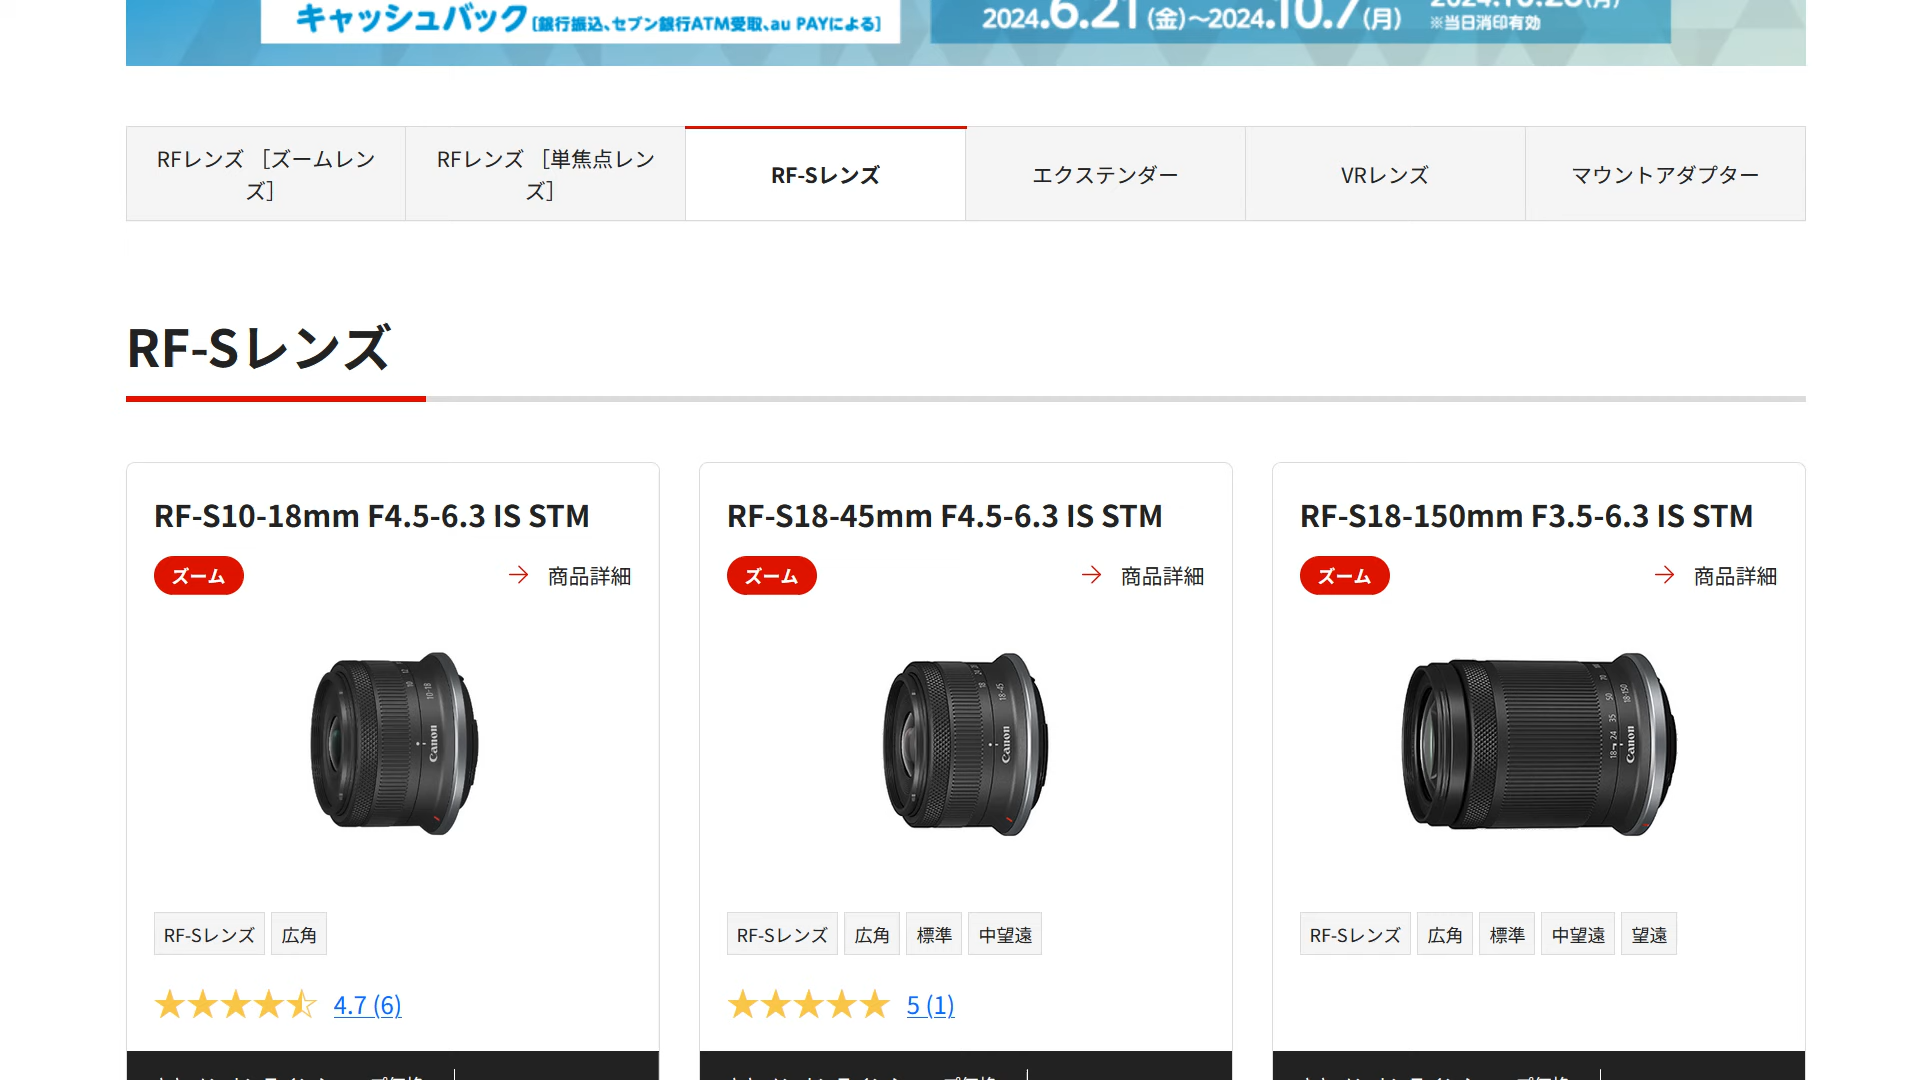 キャッシュバック［銀行振込、セブン銀行ATM受取、au PAYによる］
2024.6.21(金)～2024.10.7(月)
※当日消印有効
RFレンズ ［ズームレン
ズ］
RFレンズ ［単焦点レン
ズ］
RF-Sレンズ
エクステンダー
VRレンズ
マウントアダプター
RF-Sレンズ
RF-S10-18mm F4.5-6.3 IS STM
ズーム
商品詳細
Canon
10-18
RF-Sレンズ
広角
4.7 (6)
RF-S18-45mm F4.5-6.3 IS STM
ズーム
商品詳細
Canon
18-45
RF-Sレンズ
広角
標準
中望遠
5 (1)
RF-S18-150mm F3.5-6.3 IS STM
ズーム
商品詳細
Canon
18-150
RF-Sレンズ
広角
標準
中望遠
望遠